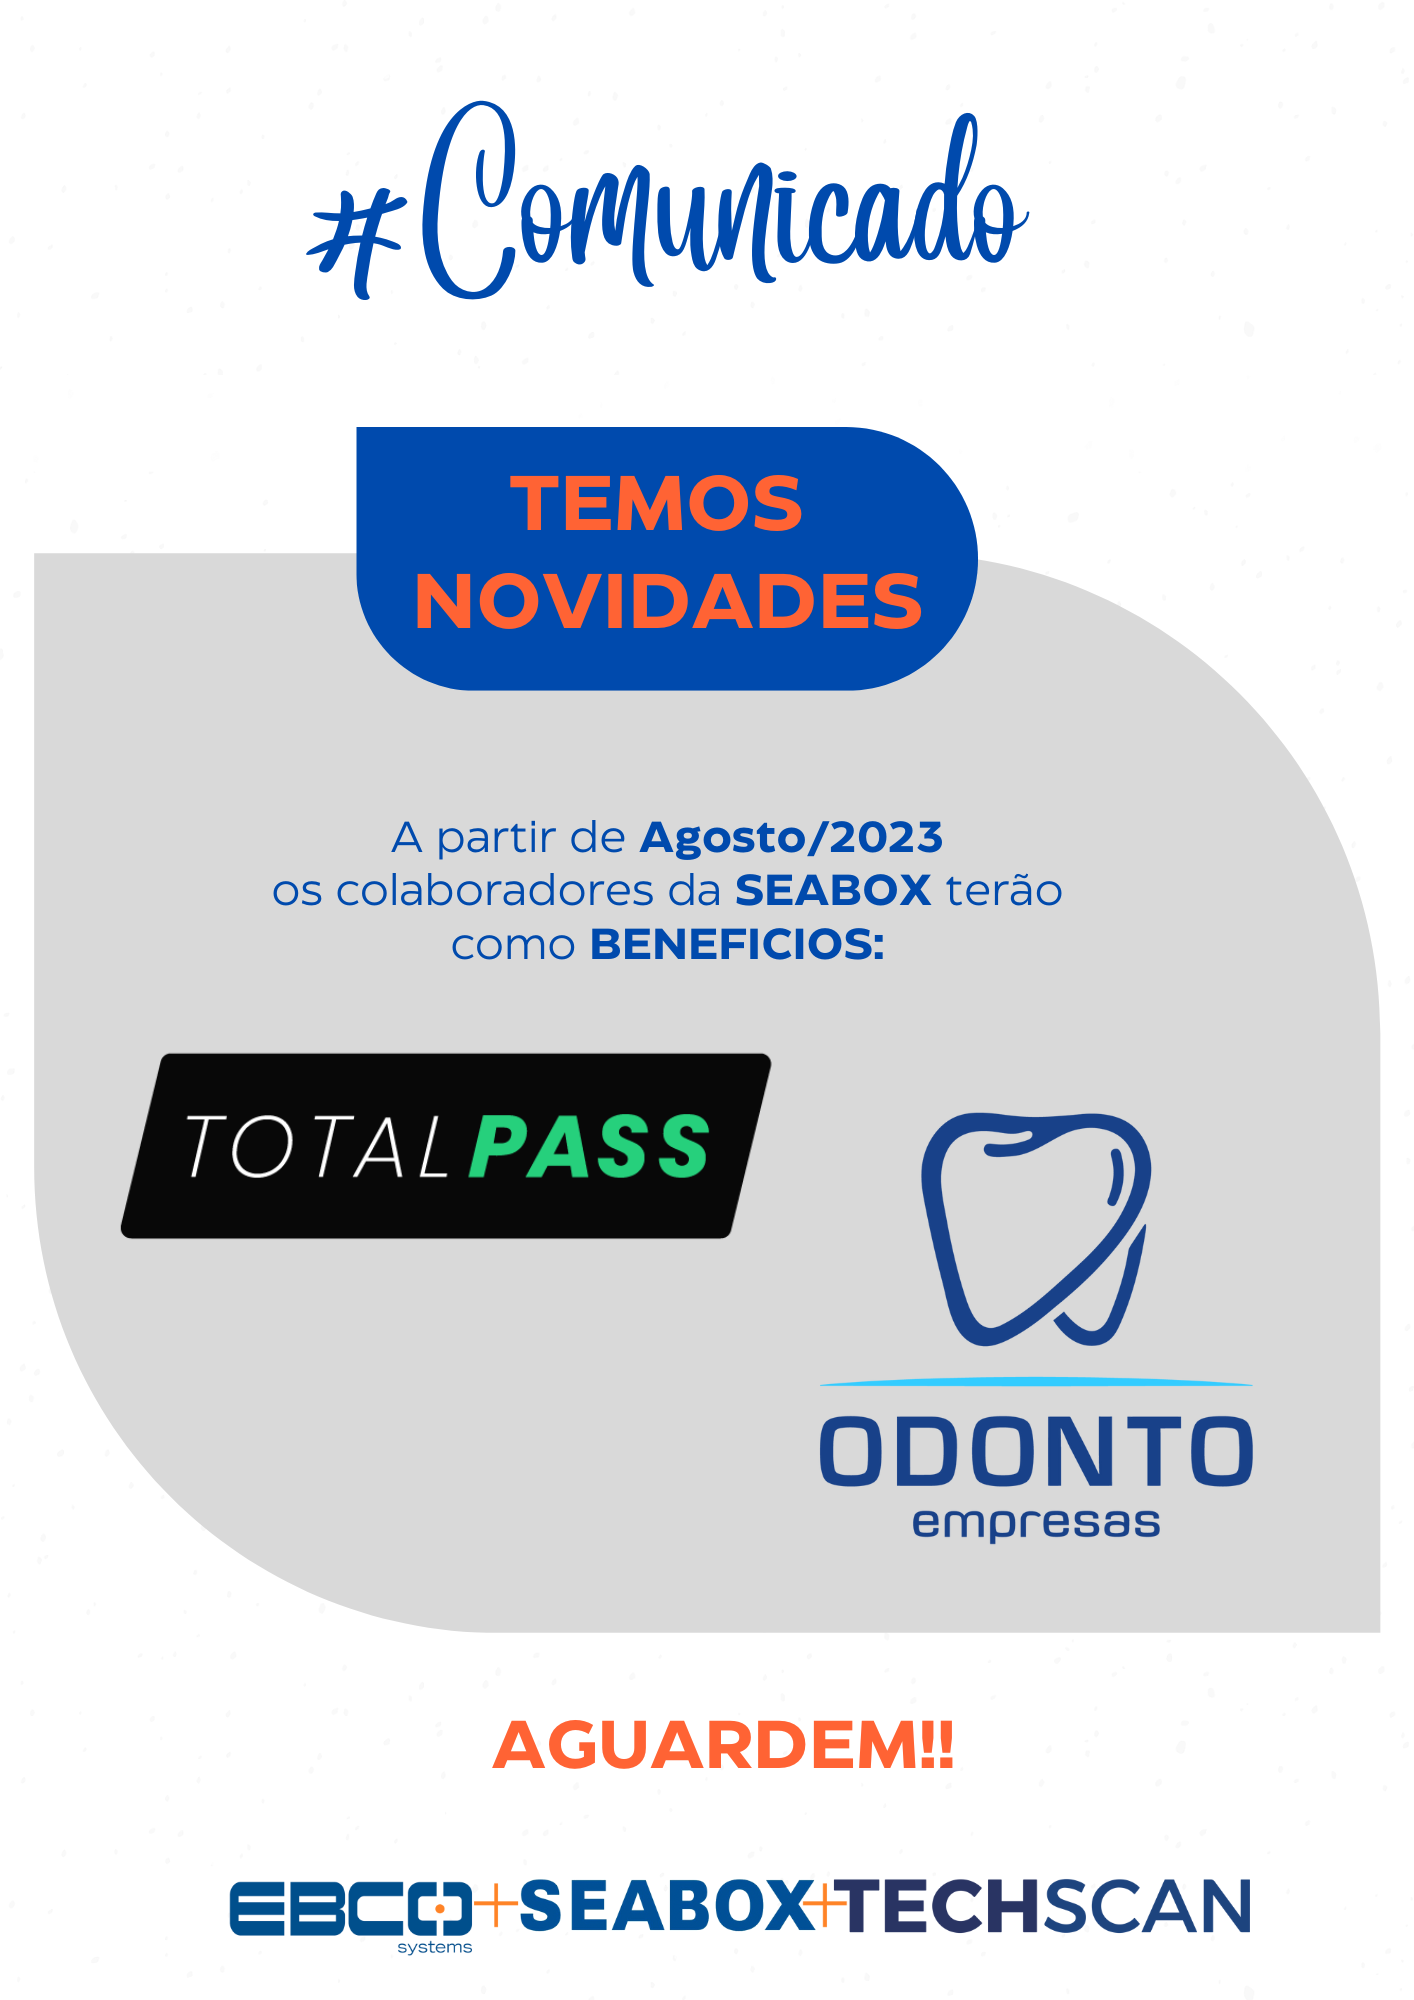 #Comunicado
TEMOS
NOVIDADES
A partir de Agosto/2023
os colaboradores da SEABOX terão
como BENEFICIOS:
TOTALPASS
ODONTO
empresas
AGUARDEM!!
EBCO+SEABOX+TECHSCAN
systems